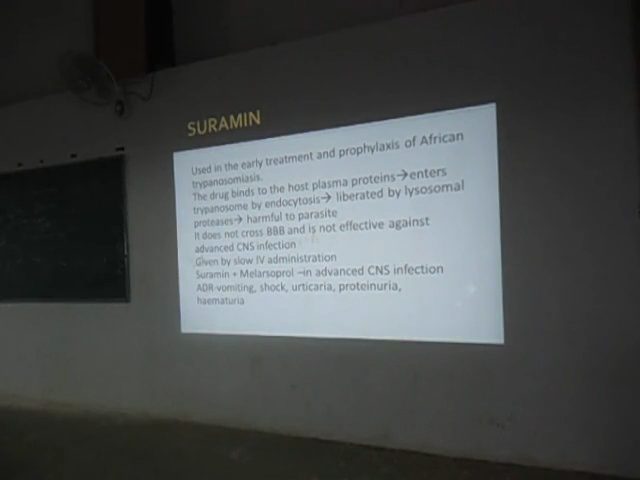 SURAMIN
Used in the early treatment and prophylaxis of African
trypanosomiasis.
The drug binds to the host plasma proteins→enters
trypanosome by endocytosis→ liberated by lysosomal
proteases→ harmful to parasite
It does not cross BBB and is not effective against
advanced CNS infection
Given by slow IV administration
Suramin + Melarsoprol –in advanced CNS infection
ADR-vomiting, shock, urticaria, proteinuria,
haematuria